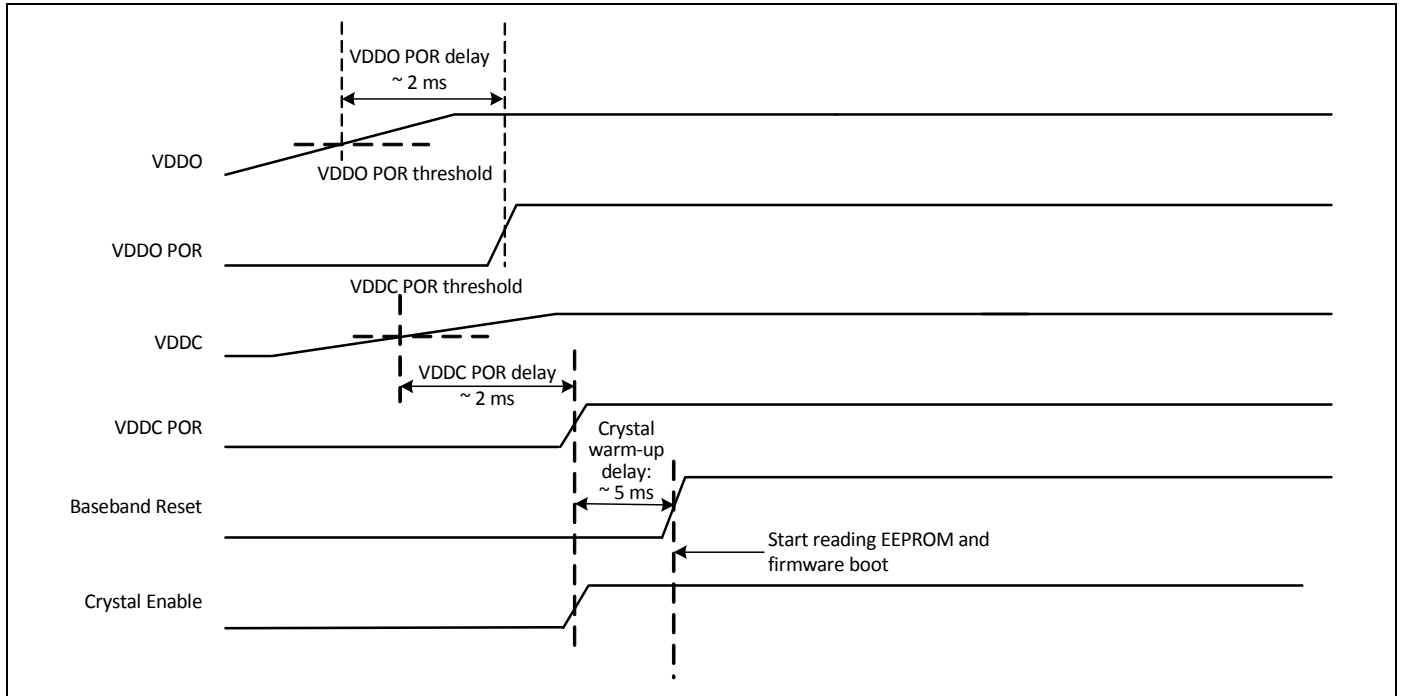 VDDO POR delay
~ 2 ms
VDDO
VDDO POR threshold
VDDO POR
VDDC POR threshold
VDDC
VDDC POR delay
~ 2 ms
VDDC POR
Crystal
warm-up
delay:
~ 5 ms
Baseband Reset
Start reading EEPROM and
firmware boot
Crystal Enable